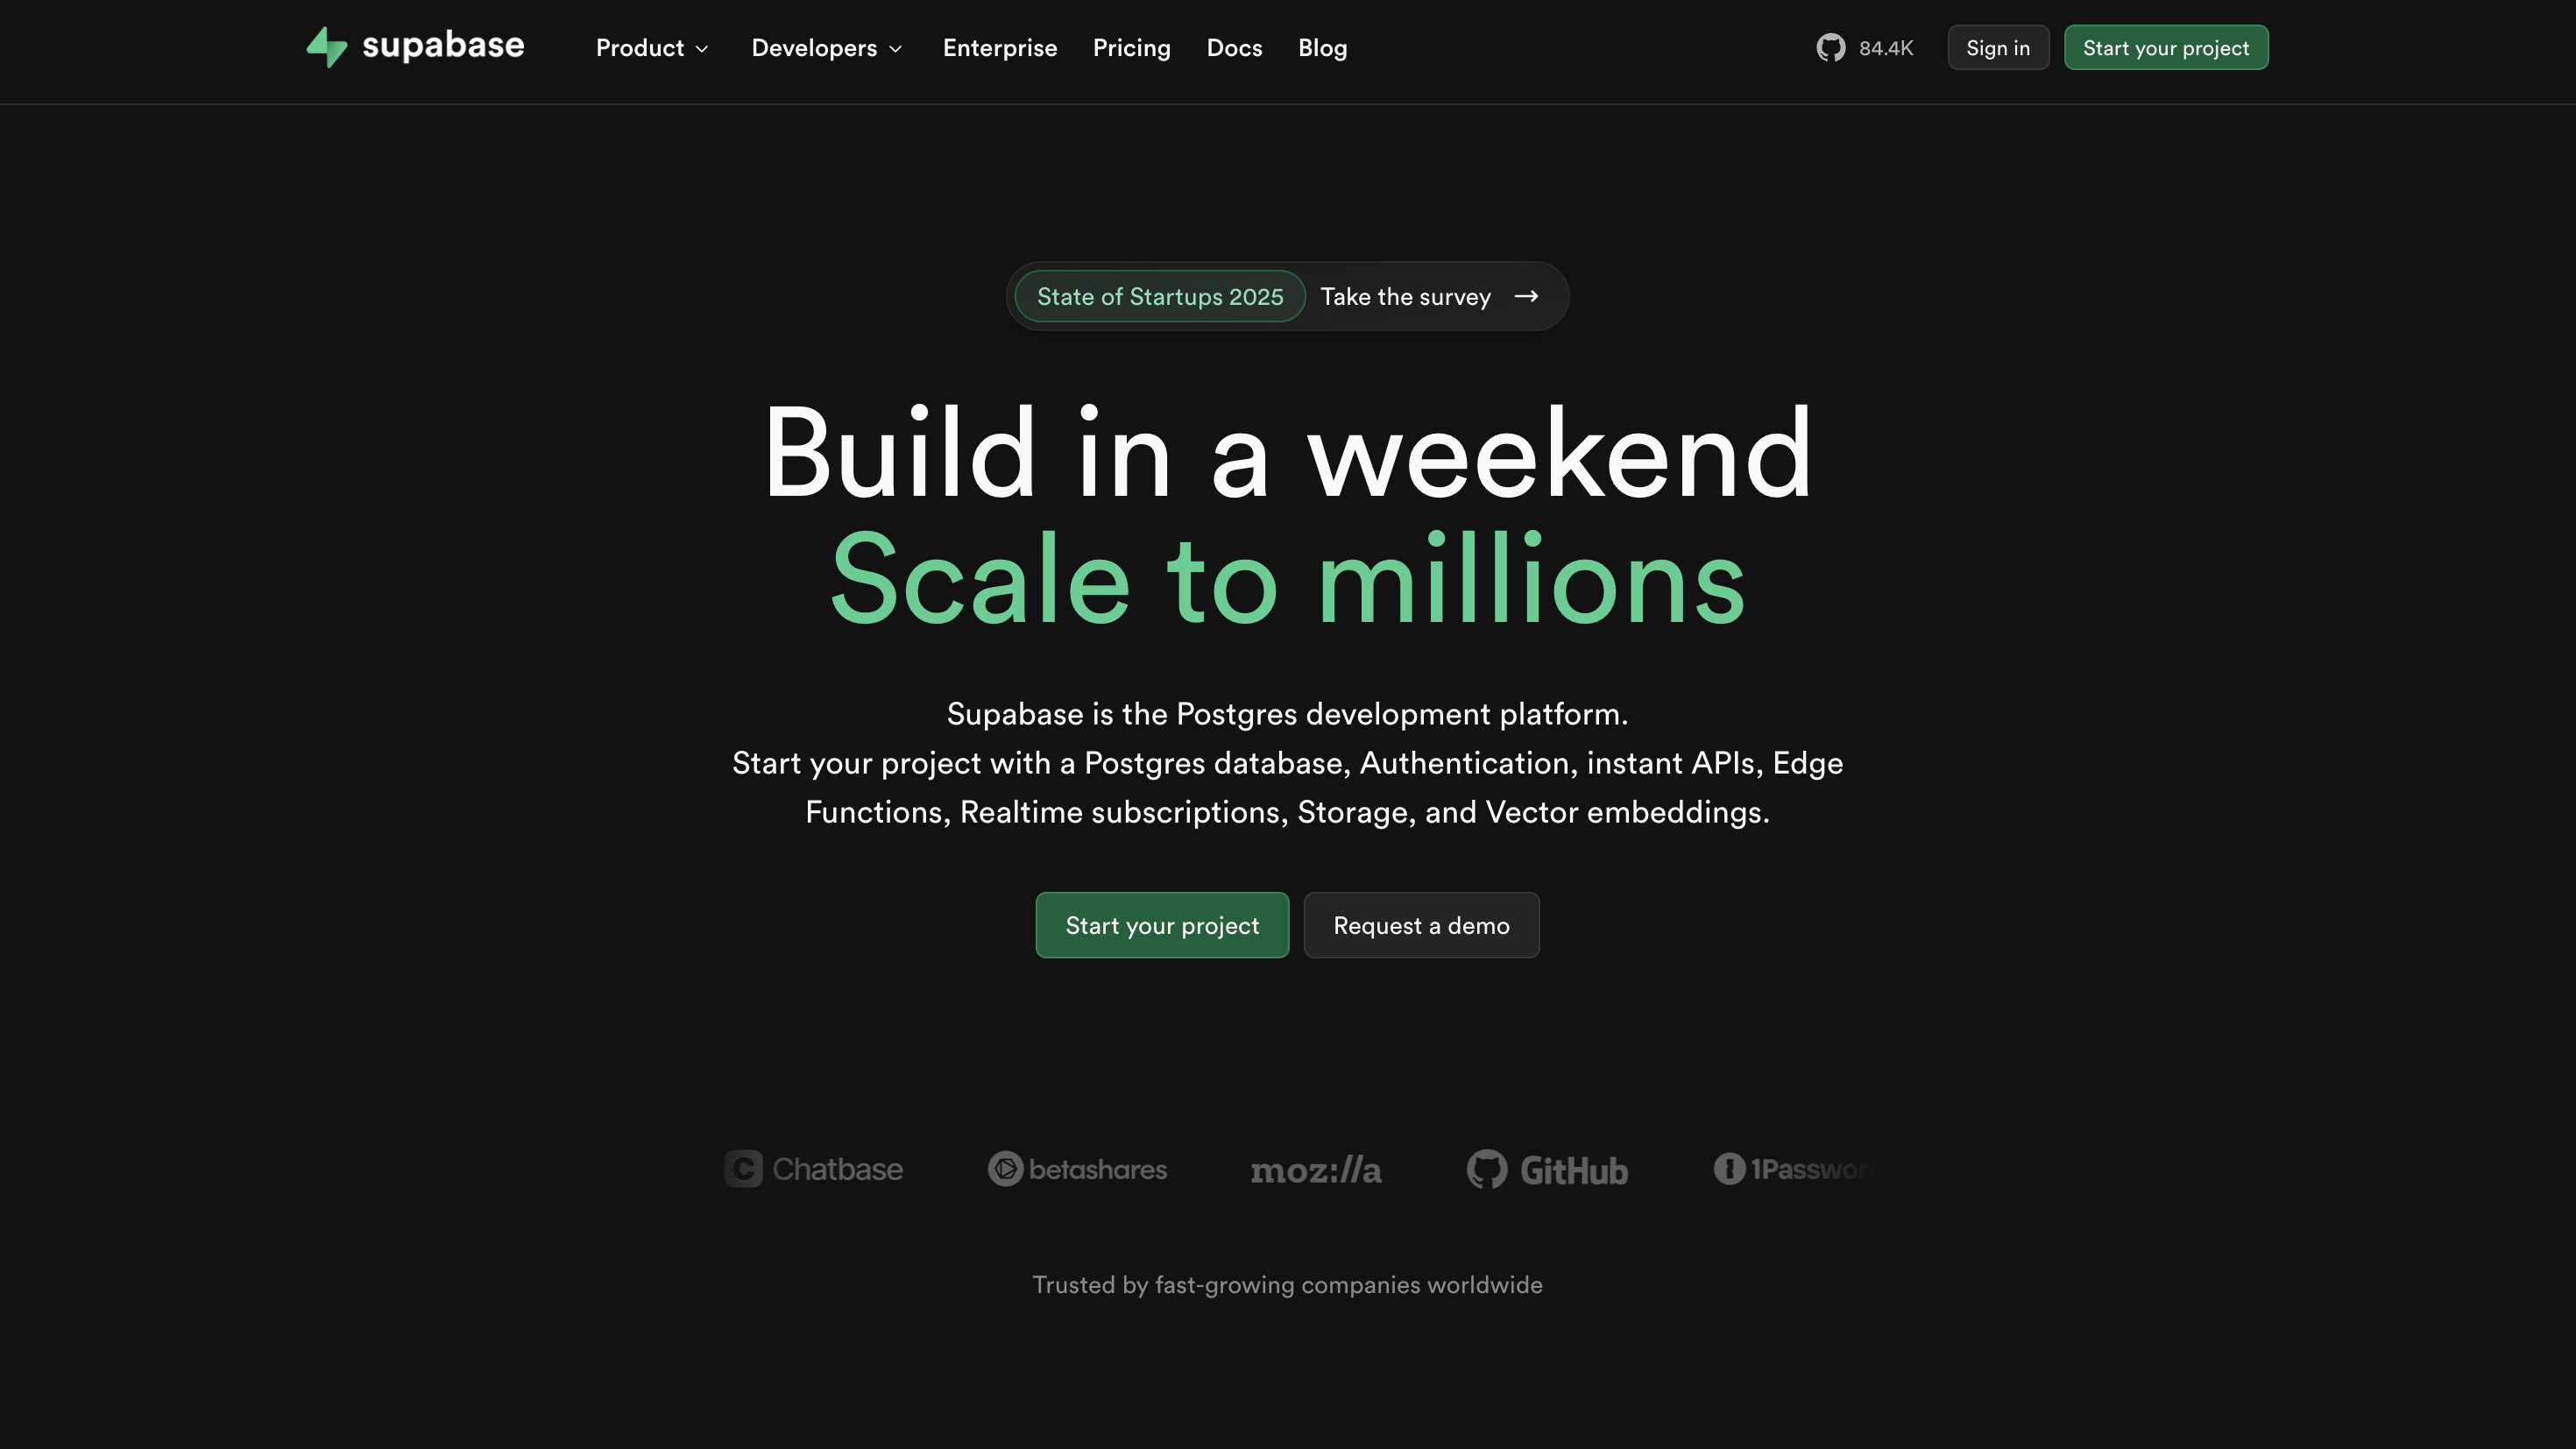 supabase
Product
Developers
Enterprise
Pricing
Docs
Blog
84.4K
Sign in
Start your project
State of Startups 2025
Take the survey →
Build in a weekend
Scale to millions
Supabase is the Postgres development platform.
Start your project with a Postgres database, Authentication, instant APIs, Edge
Functions, Realtime subscriptions, Storage, and Vector embeddings.
Start your project
Request a demo
Chatbase
betashares
moz://a
GitHub
1Passwor
Trusted by fast-growing companies worldwide